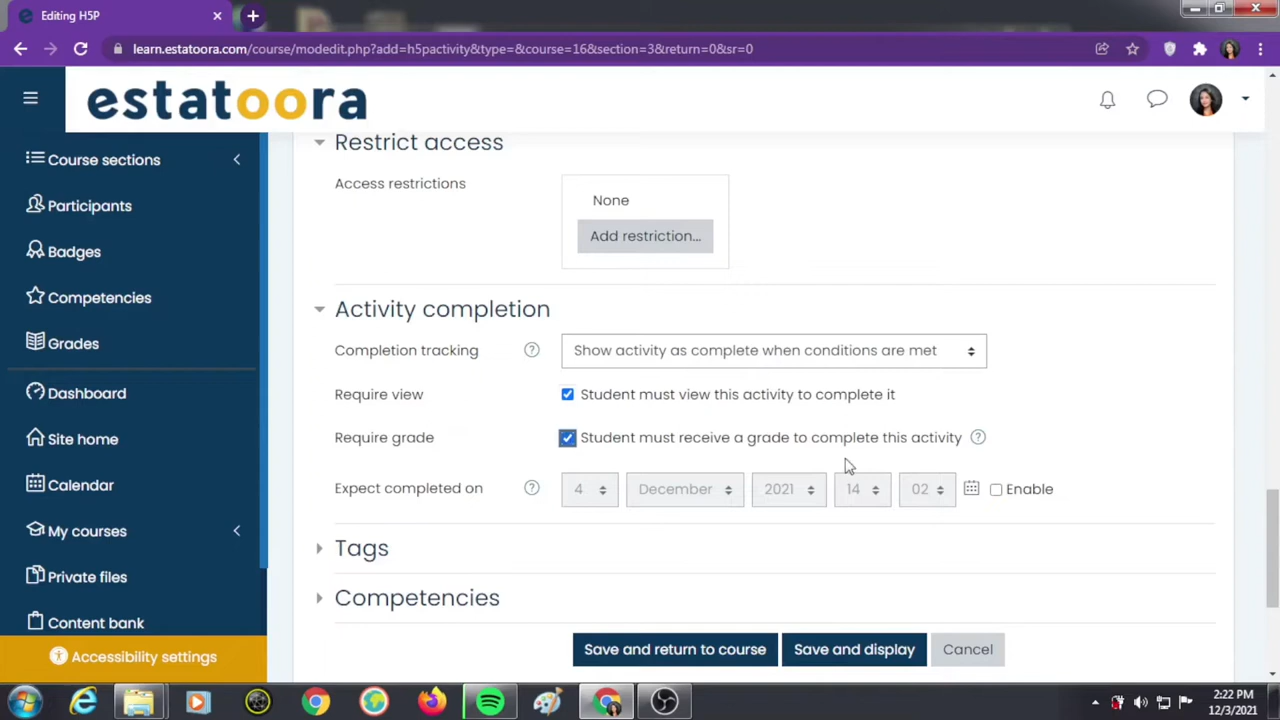 Editing H5P
learn.estatoora.com/course/modedit.php?add=h5pactivity&type=&course=16&section=3&return=0&sr=0
estatoora
Course sections
Participants
Badges
Competencies
Grades
Dashboard
Site home
Calendar
My courses
Private files
Content bank
Accessibility settings
Restrict access
Access restrictions
None
Add restriction...
Activity completion
Completion tracking
Show activity as complete when conditions are met
Require view
Student must view this activity to complete it
Require grade
Student must receive a grade to complete this activity
Expect completed on
4 December 2021 14 02 Enable
Tags
Competencies
Save and return to course Save and display Cancel
2:22 PM
12/3/2021